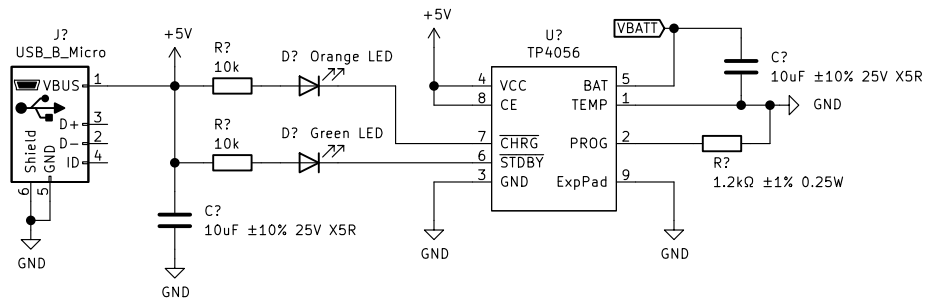 J?
USB_B_Micro
VBUS
1
D+
3
D-
2
ID
4
Shield
GND
6
5
GND
+5V
R?
10k
D? Orange LED
R?
10k
D? Green LED
C?
10uF ±10% 25V X5R
GND
+5V
U?
TP4056
4
VCC
8
CE
7
CHRG
6
STDBY
3
GND
BAT
5
TEMP
1
PROG
2
ExpPad
9
GND
GND
VBATT
C?
10uF ±10% 25V X5R
GND
R?
1.2kΩ ±1% 0.25W